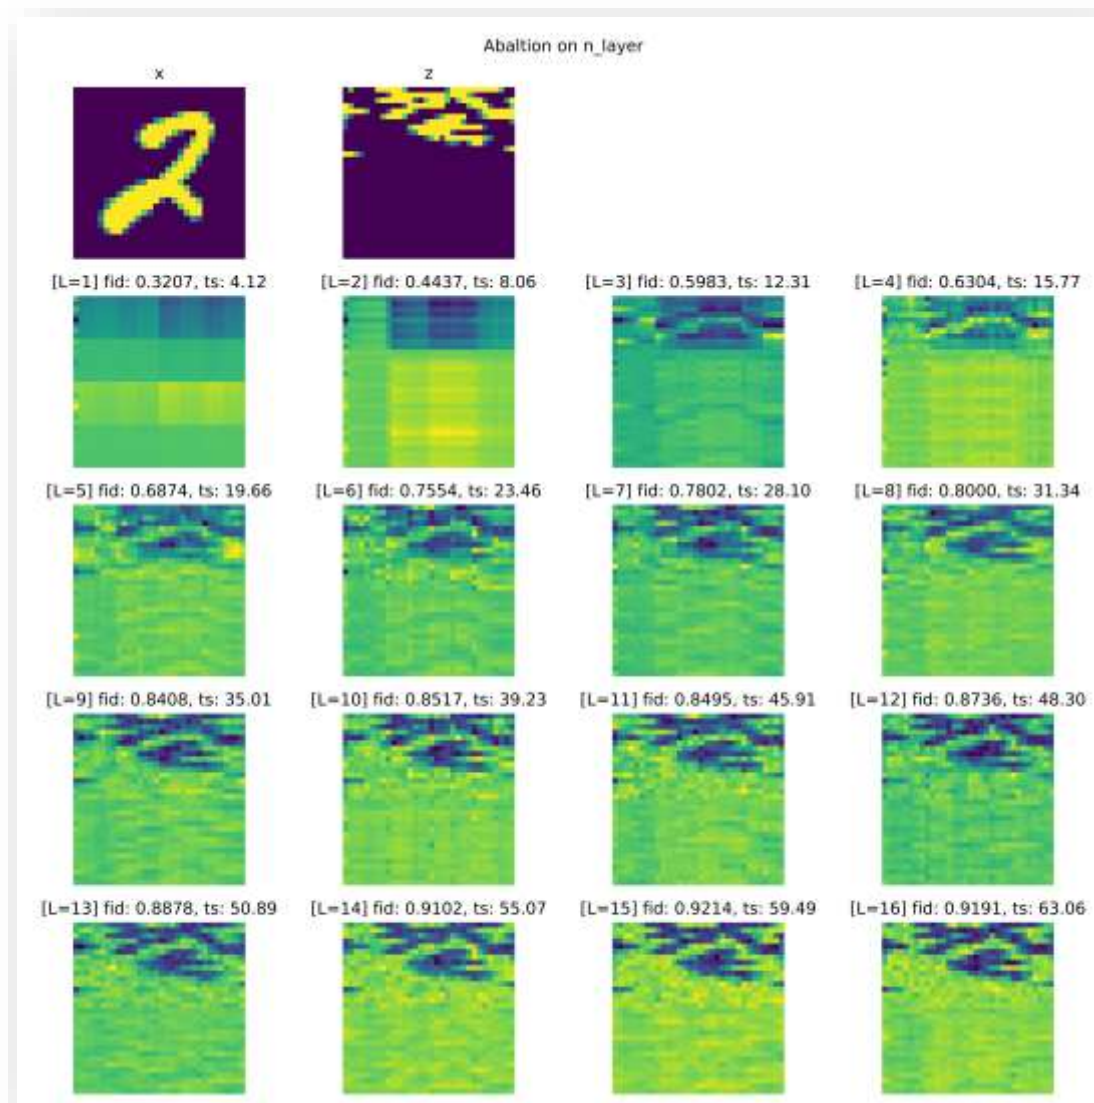 Abaltion on n_layer
x
z
[L=1] fid: 0.3207, ts: 4.12
[L=2] fid: 0.4437, ts: 8.06
[L=3] fid: 0.5983, ts: 12.31
[L=4] fid: 0.6304, ts: 15.77
[L=5] fid: 0.6874, ts: 19.66
[L=6] fid: 0.7554, ts: 23.46
[L=7] fid: 0.7802, ts: 28.10
[L=8] fid: 0.8000, ts: 31.34
[L=9] fid: 0.8408, ts: 35.01
[L=10] fid: 0.8517, ts: 39.23
[L=11] fid: 0.8495, ts: 45.91
[L=12] fid: 0.8736, ts: 48.30
[L=13] fid: 0.8878, ts: 50.89
[L=14] fid: 0.9102, ts: 55.07
[L=15] fid: 0.9214, ts: 59.49
[L=16] fid: 0.9191, ts: 63.06